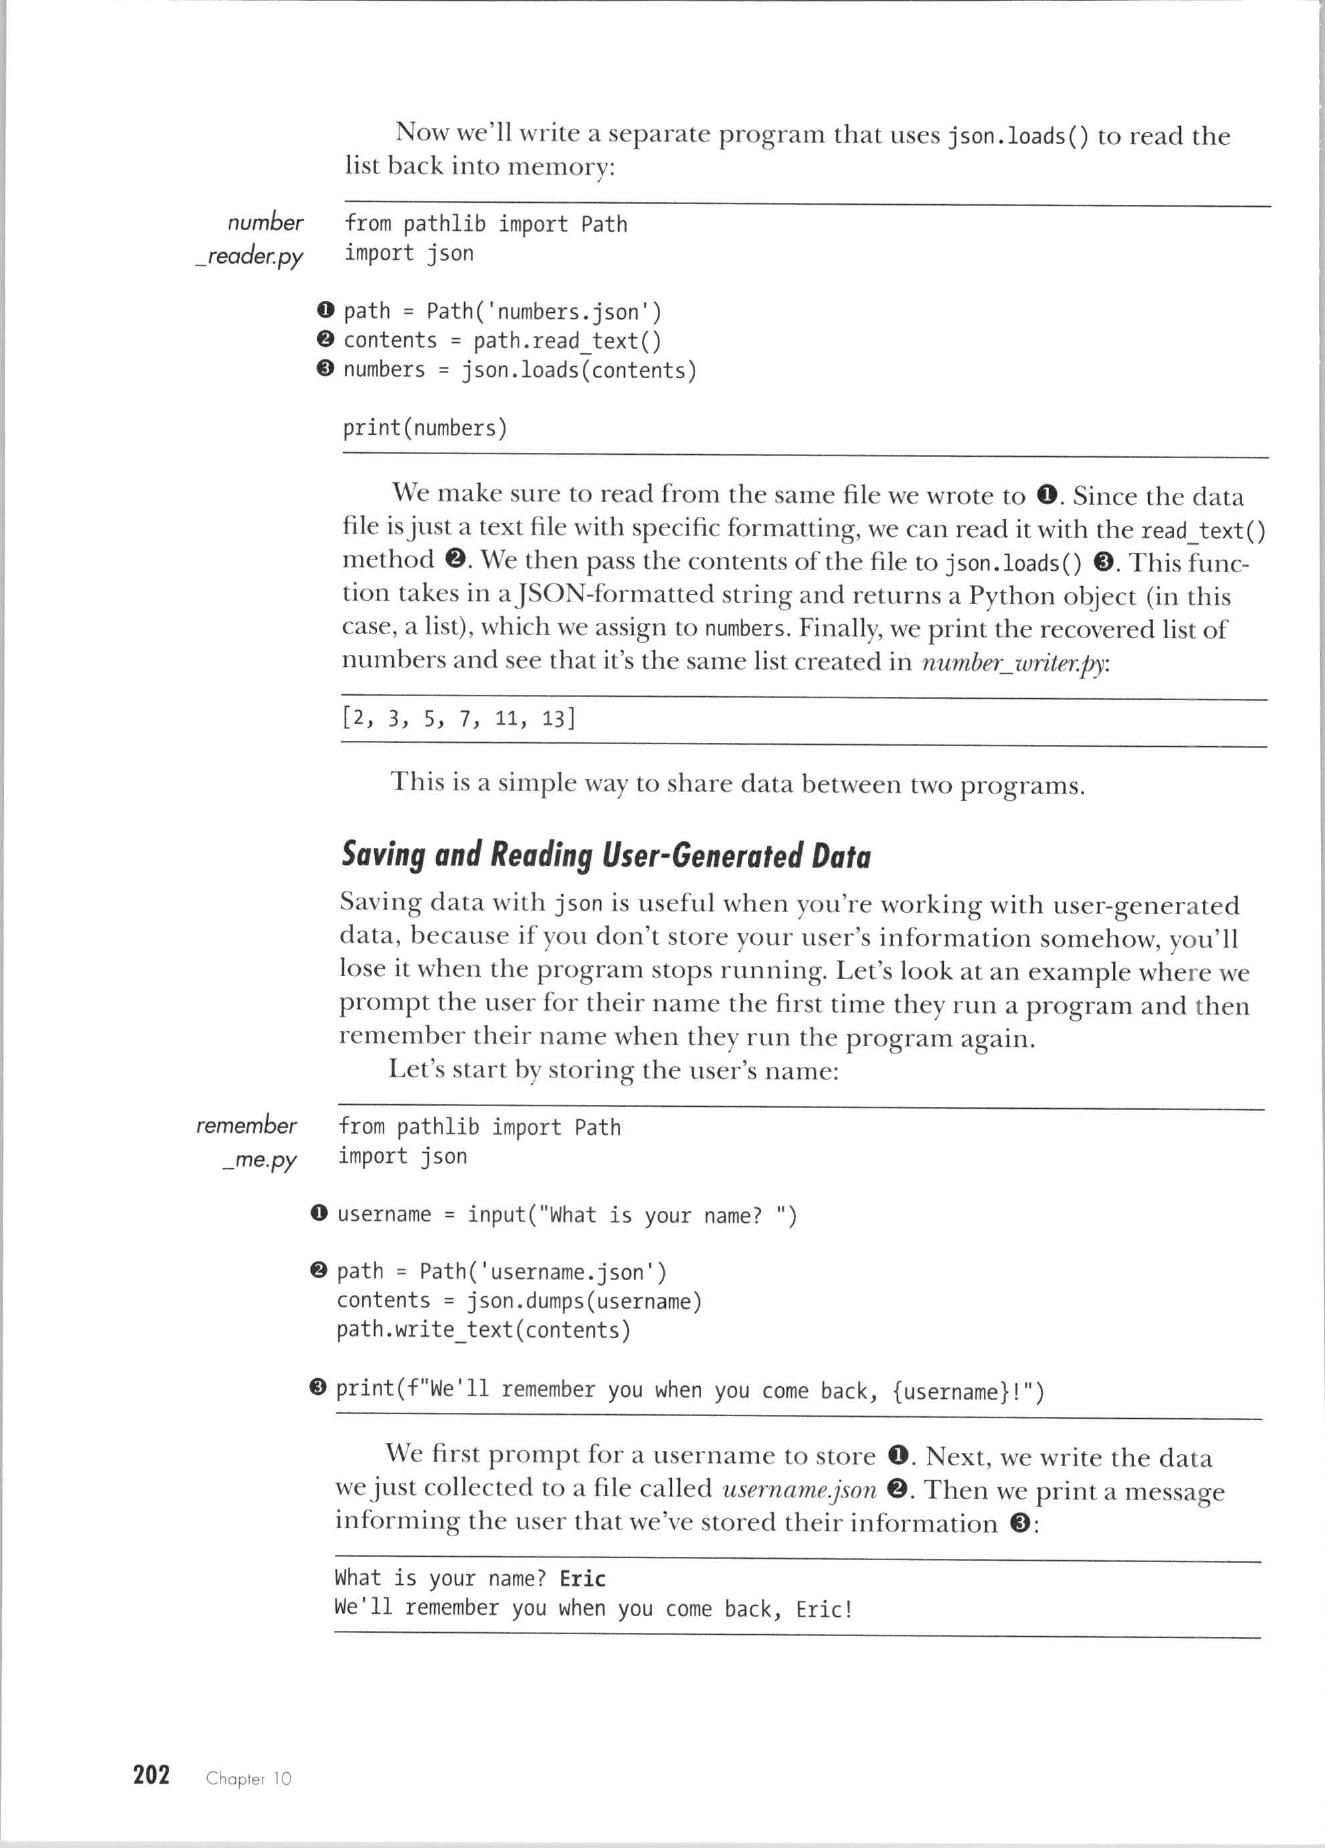 Now we'll write a separate program that uses json.loads() to read the
list back into memory:
number
_reader.py
from pathlib import Path
import json
❶ path = Path('numbers.json')
❷ contents = path.read_text()
❸ numbers = json.loads(contents)
print(numbers)
We make sure to read from the same file we wrote to ❶. Since the data
file is just a text file with specific formatting, we can read it with the read_text()
method ❷. We then pass the contents of the file to json.loads() ❸. This func-
tion takes in a JSON-formatted string and returns a Python object (in this
case, a list), which we assign to numbers. Finally, we print the recovered list of
numbers and see that it's the same list created in number_writer.py:
[2, 3, 5, 7, 11, 13]
This is a simple way to share data between two programs.
Saving and Reading User-Generated Data
Saving data with json is useful when you're working with user-generated
data, because if you don't store your user's information somehow, you'll
lose it when the program stops running. Let's look at an example where we
prompt the user for their name the first time they run a program and then
remember their name when they run the program again.
Let's start by storing the user's name:
remember
_me.py
from pathlib import Path
import json
❶ username = input("What is your name? ")
❷ path = Path('username.json')
contents = json.dumps(username)
path.write_text(contents)
❸ print(f"We'll remember you when you come back, {username}!")
We first prompt for a username to store ❶. Next, we write the data
we just collected to a file called username.json ❷. Then we print a message
informing the user that we've stored their information ❸:
What is your name? Eric
We'll remember you when you come back, Eric!
202 Chapter 10